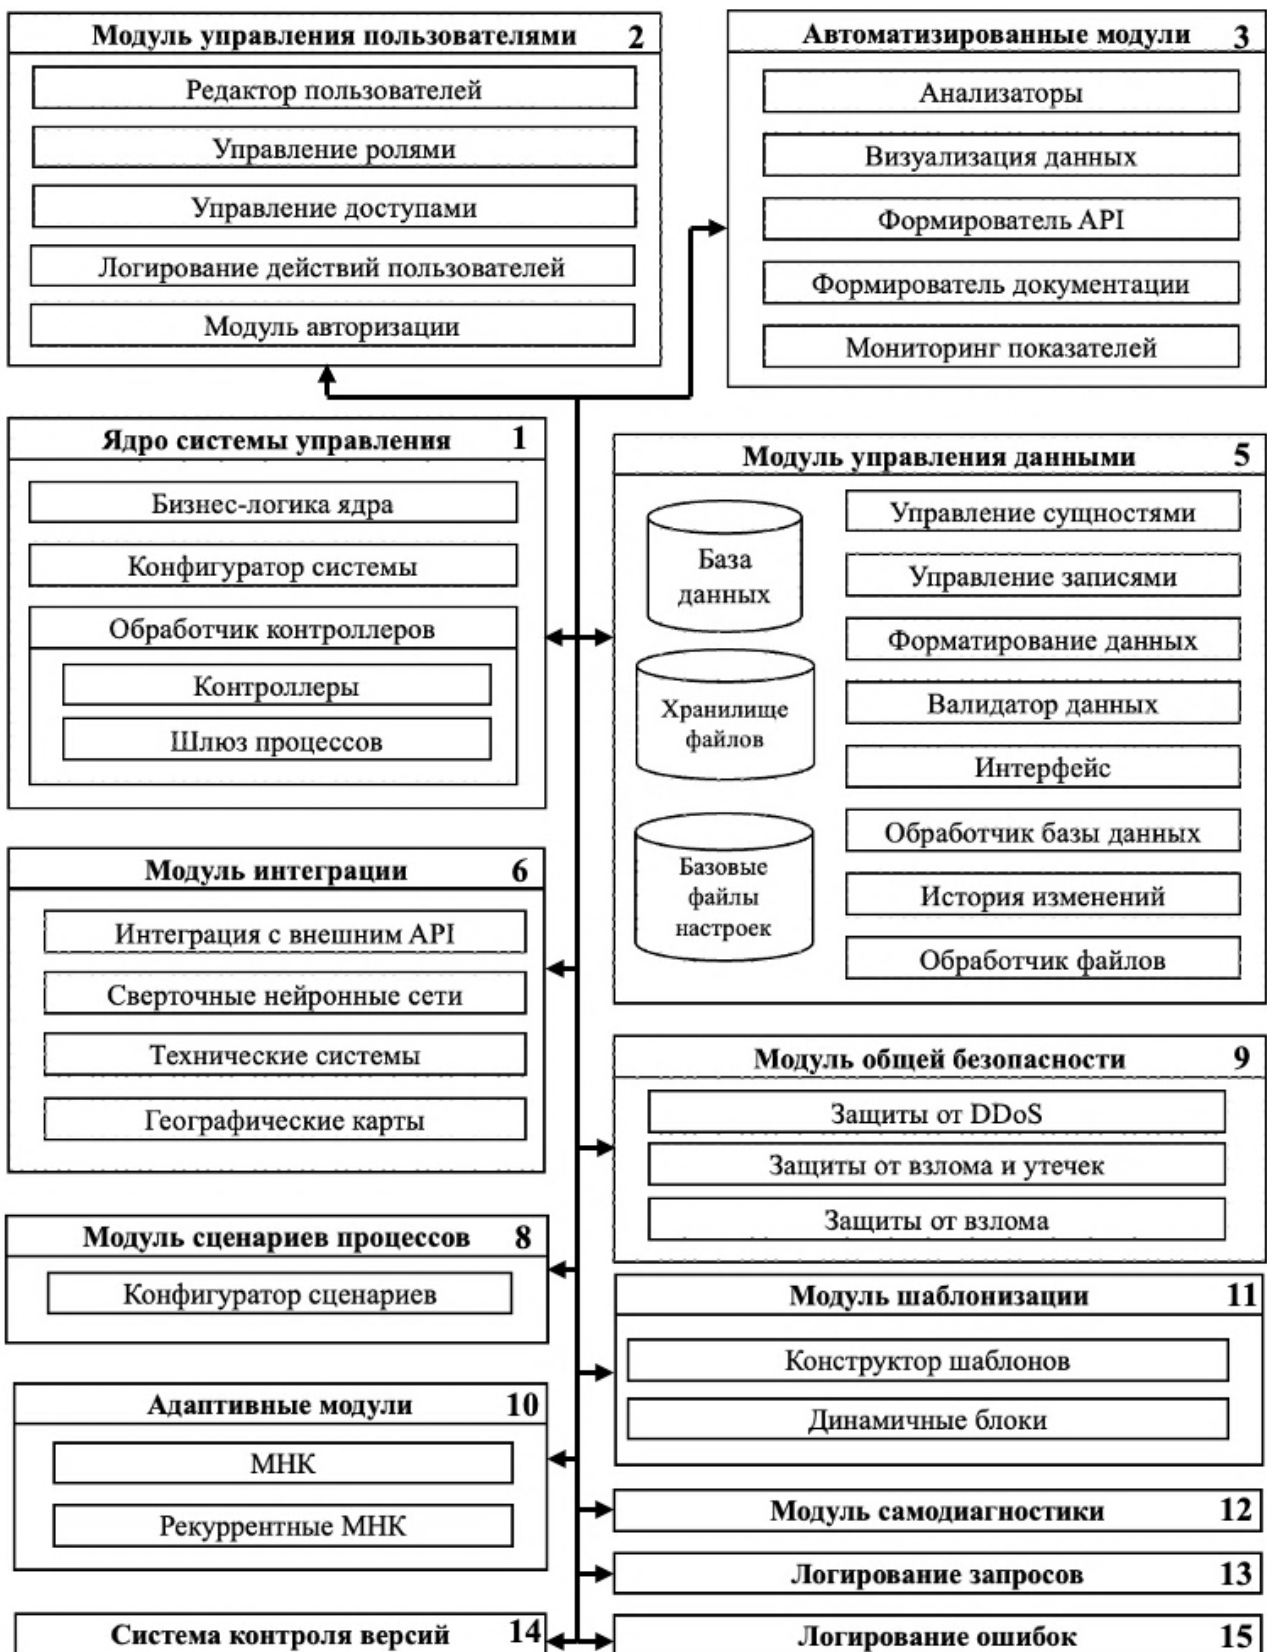 Модуль управления пользователями 2
Редактор пользователей
Управление ролями
Управление доступами
Логирование действий пользователей
Модуль авторизации
Автоматизированные модули 3
Анализаторы
Визуализация данных
Формирователь API
Формирователь документации
Мониторинг показателей
Ядро системы управления 1
Бизнес-логика ядра
Конфигуратор системы
Обработчик контроллеров
Контроллеры
Шлюз процессов
Модуль управления данными 5
База
данных
Хранилище
файлов
Базовые
файлы
настроек
Управление сущностями
Управление записями
Форматирование данных
Валидатор данных
Интерфейс
Обработчик базы данных
История изменений
Обработчик файлов
Модуль интеграции 6
Интеграция с внешним API
Сверточные нейронные сети
Технические системы
Географические карты
Модуль общей безопасности 9
Защиты от DDoS
Защиты от взлома и утечек
Защиты от взлома
Модуль сценариев процессов 8
Конфигуратор сценариев
Модуль шаблонизации 11
Конструктор шаблонов
Динамичные блоки
Адаптивные модули 10
МНК
Рекуррентные МНК
Модуль самодиагностики 12
Логирование запросов 13
Система контроля версий 14
Логирование ошибок 15